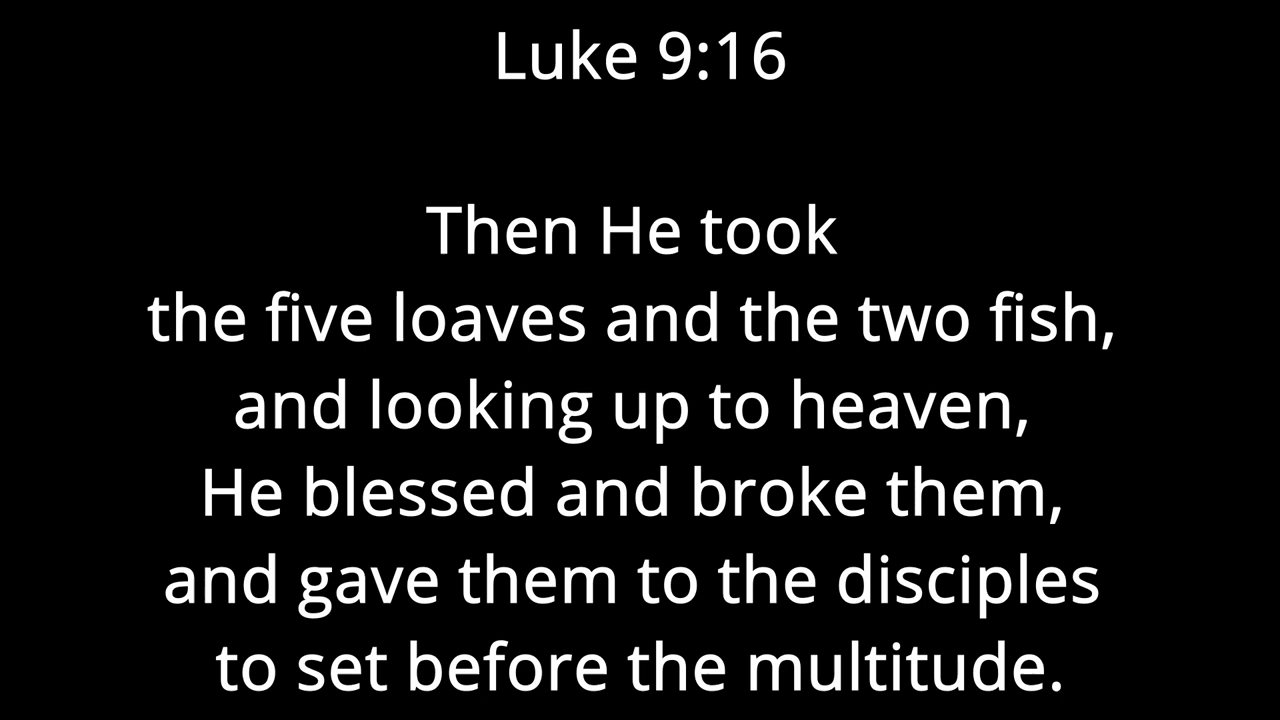 Luke 9:16
Then He took
the five loaves and the two fish,
and looking up to heaven,
He blessed and broke them,
and gave them to the disciples
to set before the multitude.